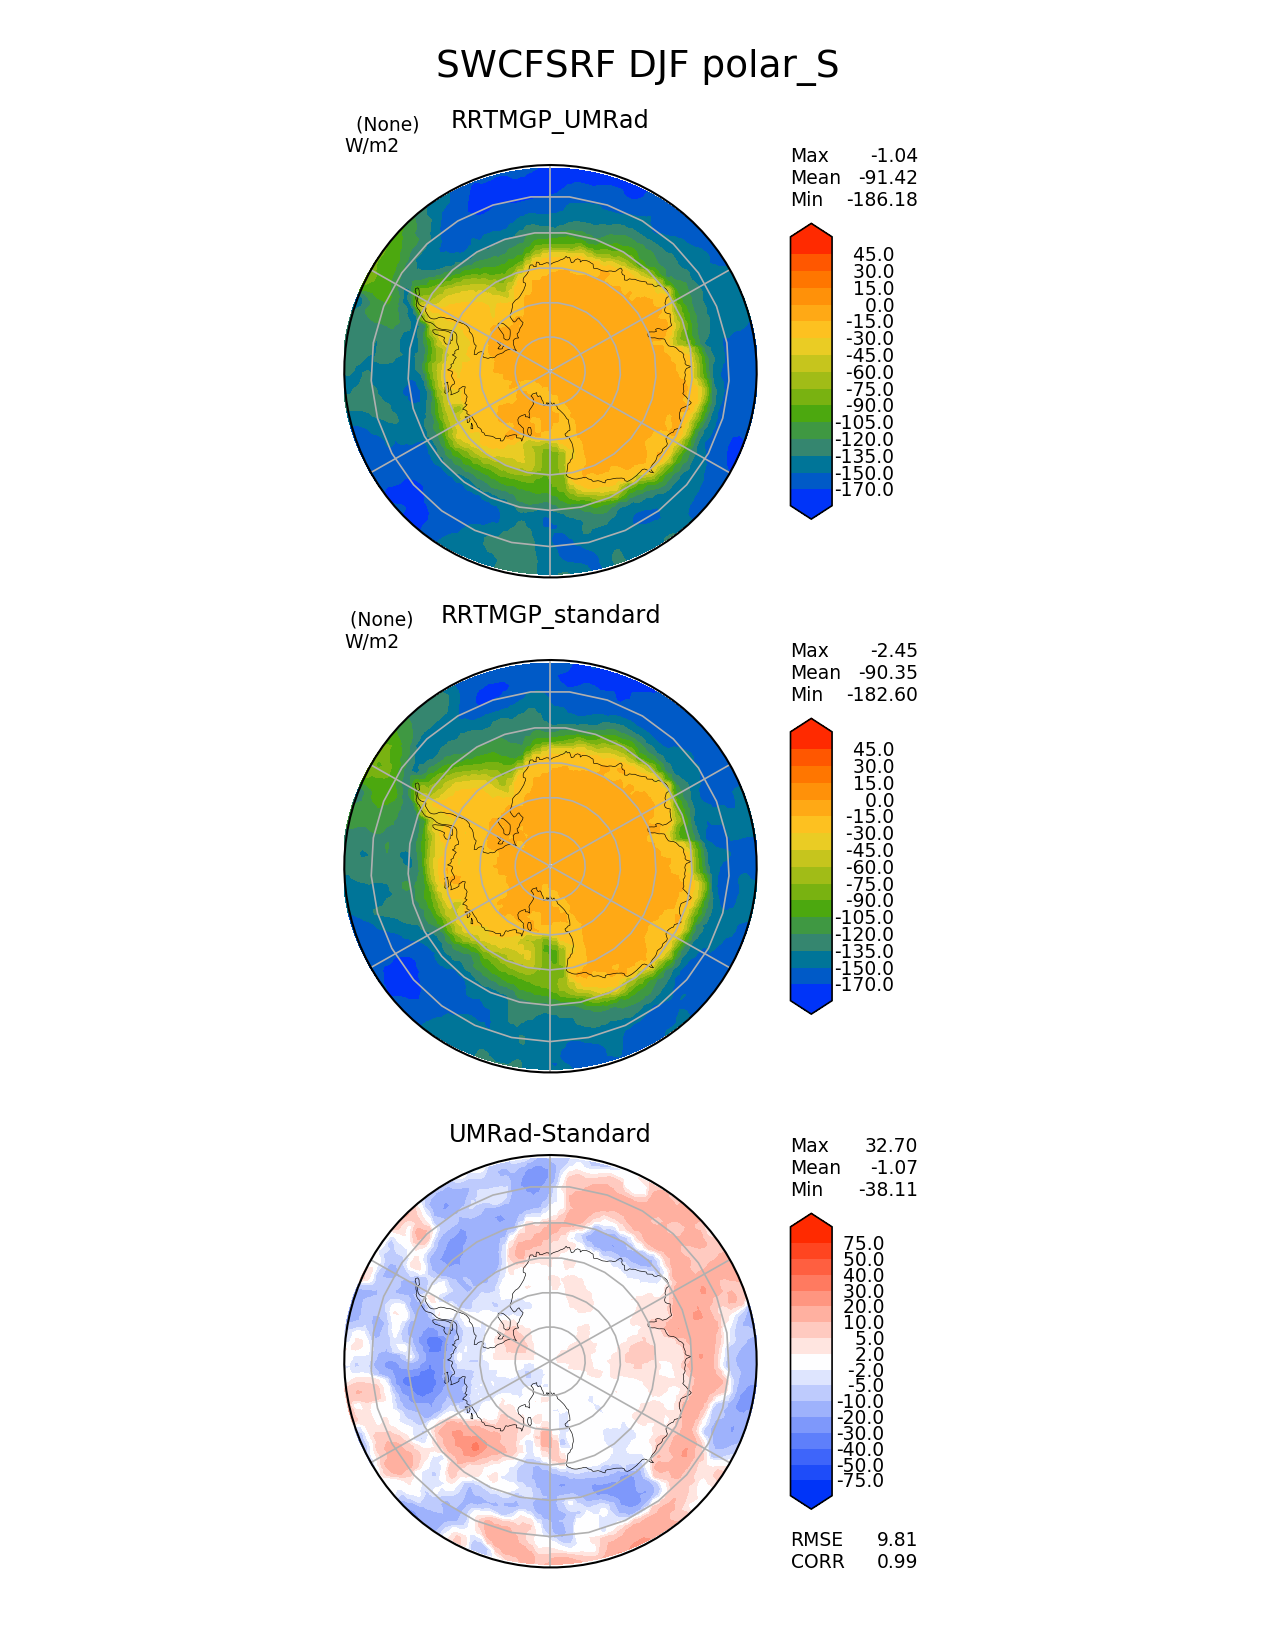 SWCFSRF DJF polar_S
(None) RRTMGP_UMRad
W/m2
Max -1.04
Mean -91.42
Min -186.18
45.0
30.0
15.0
0.0
-15.0
-30.0
-45.0
-60.0
-75.0
-90.0
-105.0
-120.0
-135.0
-150.0
-170.0
(None) RRTMGP_standard
W/m2
Max -2.45
Mean -90.35
Min -182.60
45.0
30.0
15.0
0.0
-15.0
-30.0
-45.0
-60.0
-75.0
-90.0
-105.0
-120.0
-135.0
-150.0
-170.0
UMRad-Standard
Max 32.70
Mean -1.07
Min -38.11
75.0
50.0
40.0
30.0
20.0
10.0
5.0
2.0
-2.0
-5.0
-10.0
-20.0
-30.0
-40.0
-50.0
-75.0
RMSE 9.81
CORR 0.99